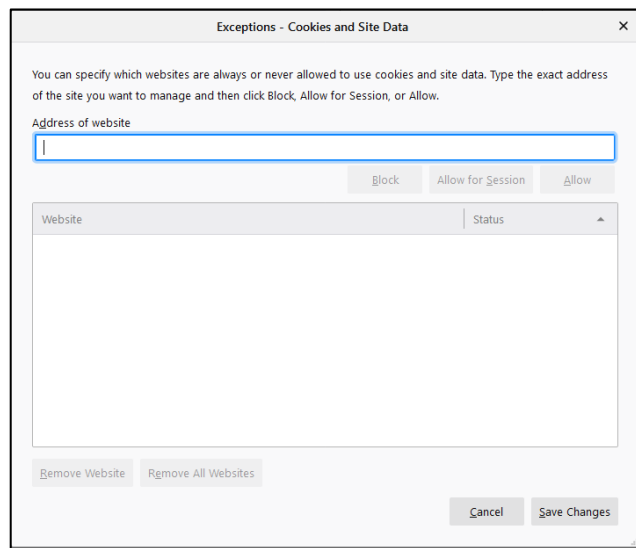 Exceptions - Cookies and Site Data
You can specify which websites are always or never allowed to use cookies and site data. Type the exact address
of the site you want to manage and then click Block, Allow for Session, or Allow.
Address of website
Block Allow for Session Allow
Website Status
Remove Website Remove All Websites
Cancel Save Changes